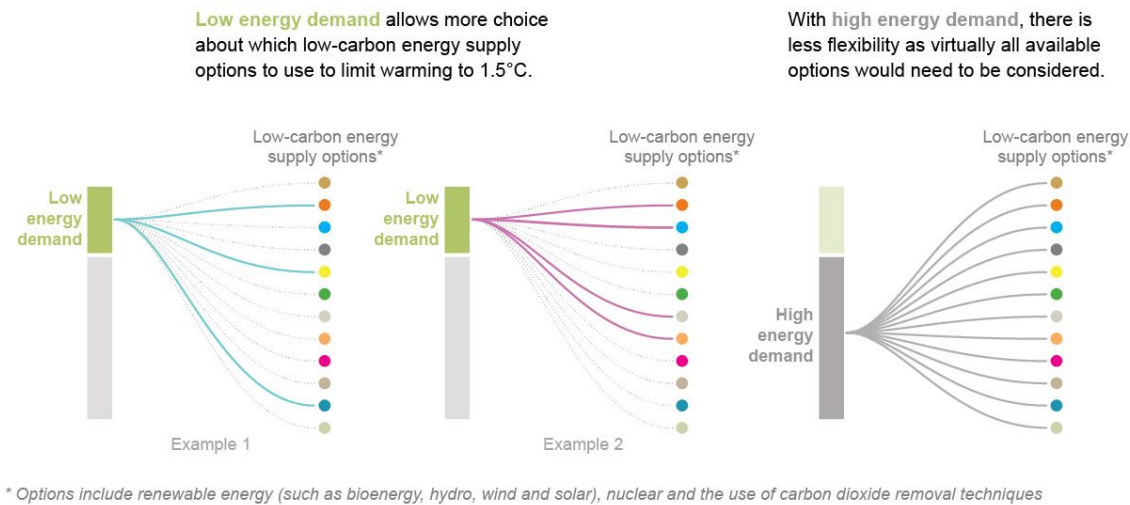 Low energy demand allows more choice
about which low-carbon energy supply
options to use to limit warming to 1.5°C.
With high energy demand, there is
less flexibility as virtually all available
options would need to be considered.
Low-carbon energy
supply options*
Low
energy
demand
Example 1
Low-carbon energy
supply options*
Low
energy
demand
Example 2
Low-carbon energy
supply options*
High
energy
demand
* Options include renewable energy (such as bioenergy, hydro, wind and solar), nuclear and the use of carbon dioxide removal techniques